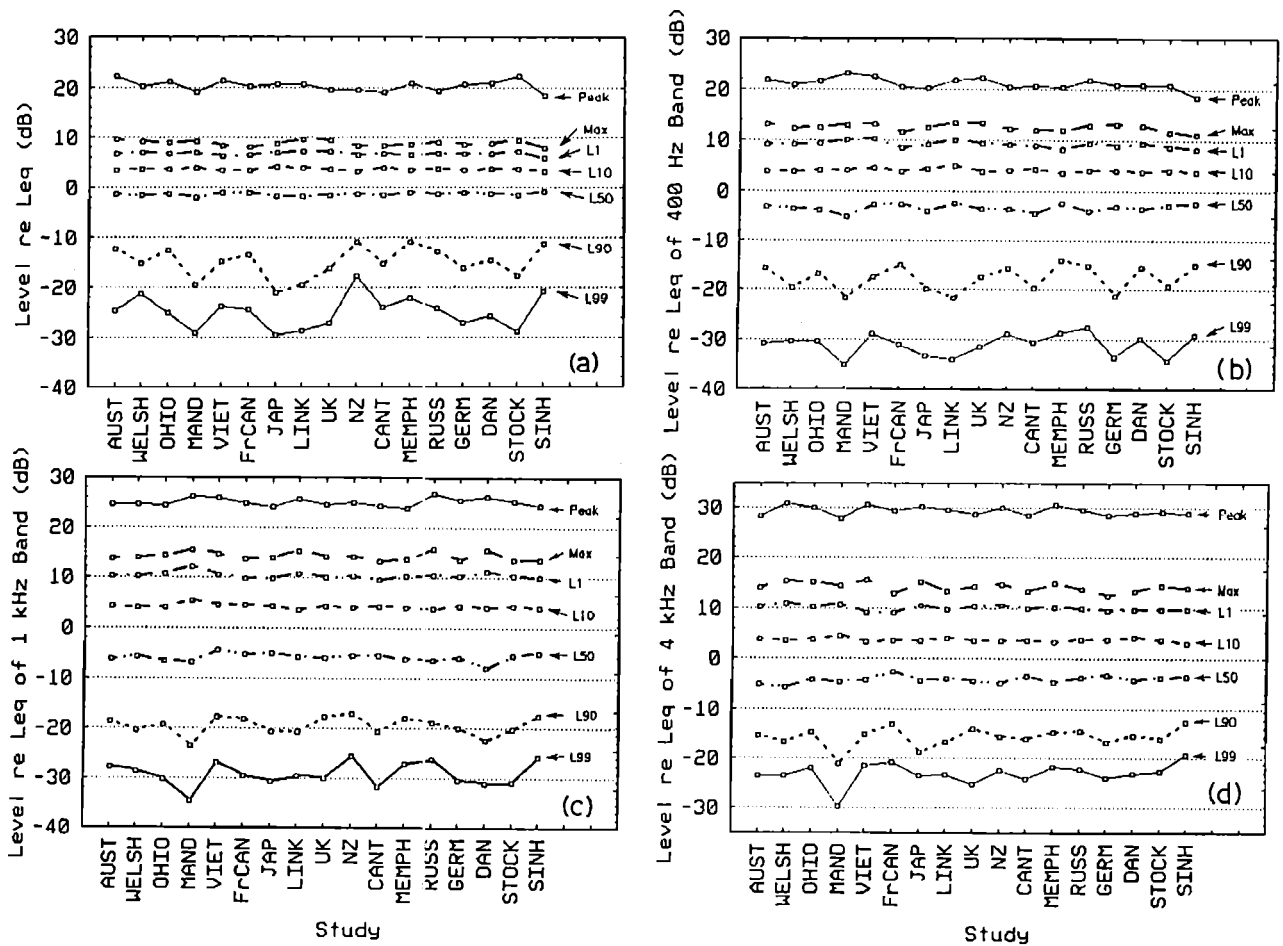 Level re Leq (dB)
30
20
10
0
-10
-20
-30
-40
Peak
Max
L1
L10
L50
L90
L99
(a)
AUST
WELSH
OHIO
MAND
VIET
FrCAN
JAP
LINK
UK
NZ
CANT
MEMPH
RUSS
GERM
DAN
STOCK
SINH
Level re Leq of 400 Hz Band (dB)
30
20
10
0
-10
-20
-30
-40
Peak
Max
L1
L10
L50
L90
L99
(b)
AUST
WELSH
OHIO
MAND
VIET
FrCAN
JAP
LINK
UK
NZ
CANT
MEMPH
RUSS
GERM
DAN
STOCK
SINH
Level re Leq of 1 kHz Band (dB)
30
20
10
0
-10
-20
-30
-40
Peak
Max
L1
L10
L50
L90
L99
(c)
AUST
WELSH
OHIO
MAND
VIET
FrCAN
JAP
LINK
UK
NZ
CANT
MEMPH
RUSS
GERM
DAN
STOCK
SINH
Study
Level re Leq of 4 kHz Band (dB)
30
20
10
0
-10
-20
-30
Peak
Max
L1
L10
L50
L90
L99
(d)
AUST
WELSH
OHIO
MAND
VIET
FrCAN
JAP
LINK
UK
NZ
CANT
MEMPH
RUSS
GERM
DAN
STOCK
SINH
Study